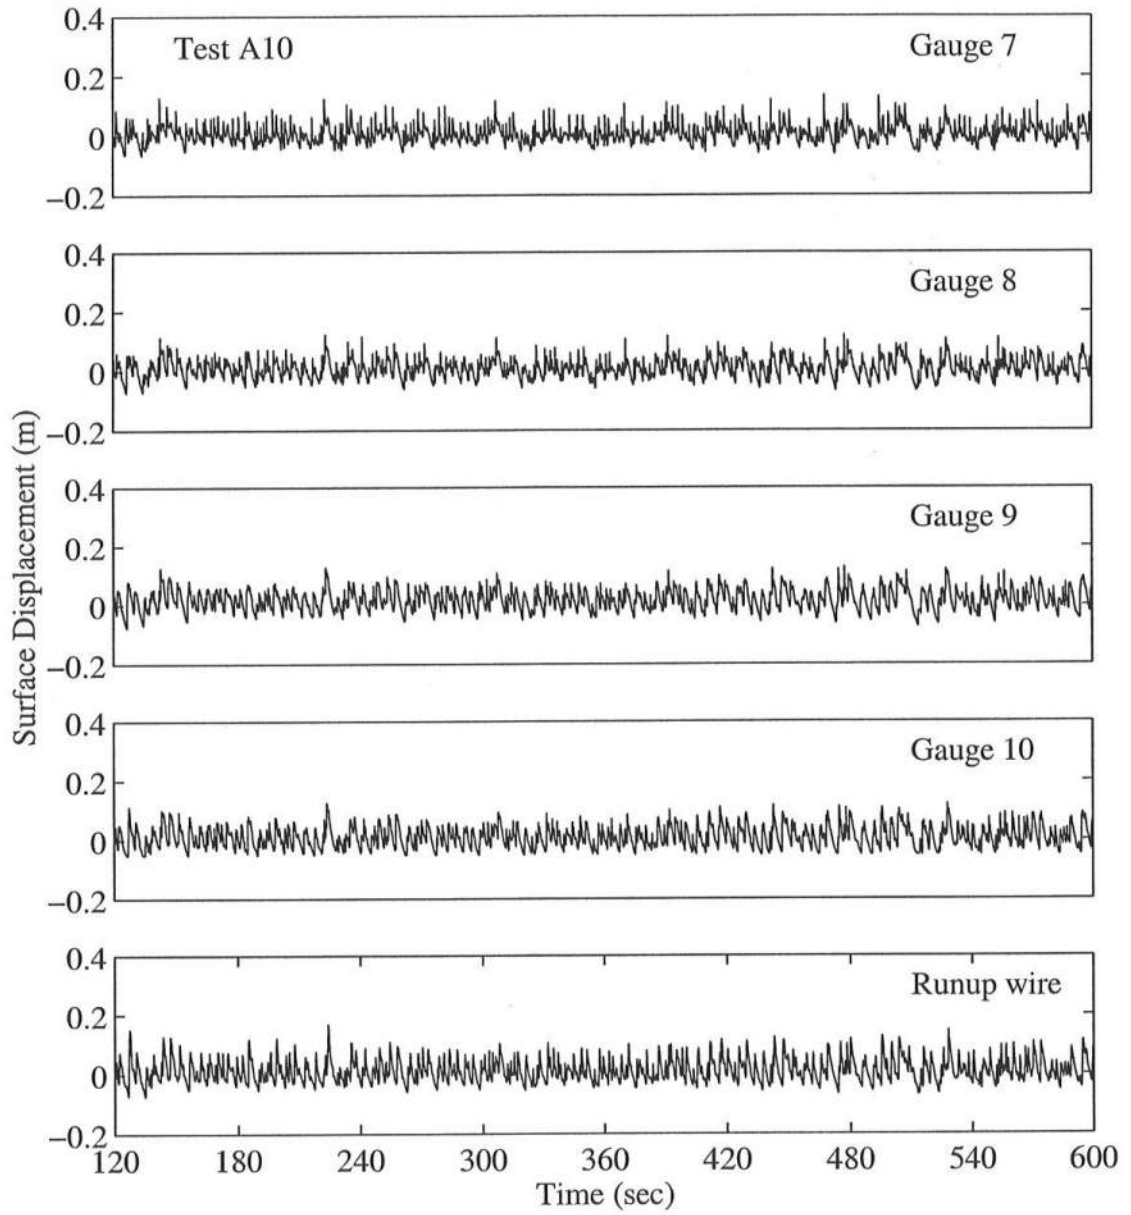 0.4
Test A10
Gauge 7
0.2
0
–0.2
0.4
Gauge 8
0.2
0
–0.2
0.4
Gauge 9
0.2
0
–0.2
0.4
Gauge 10
0.2
0
–0.2
0.4
Runup wire
0.2
0
–0.2
Surface Displacement (m)
120 180 240 300 360 420 480 540 600
Time (sec)